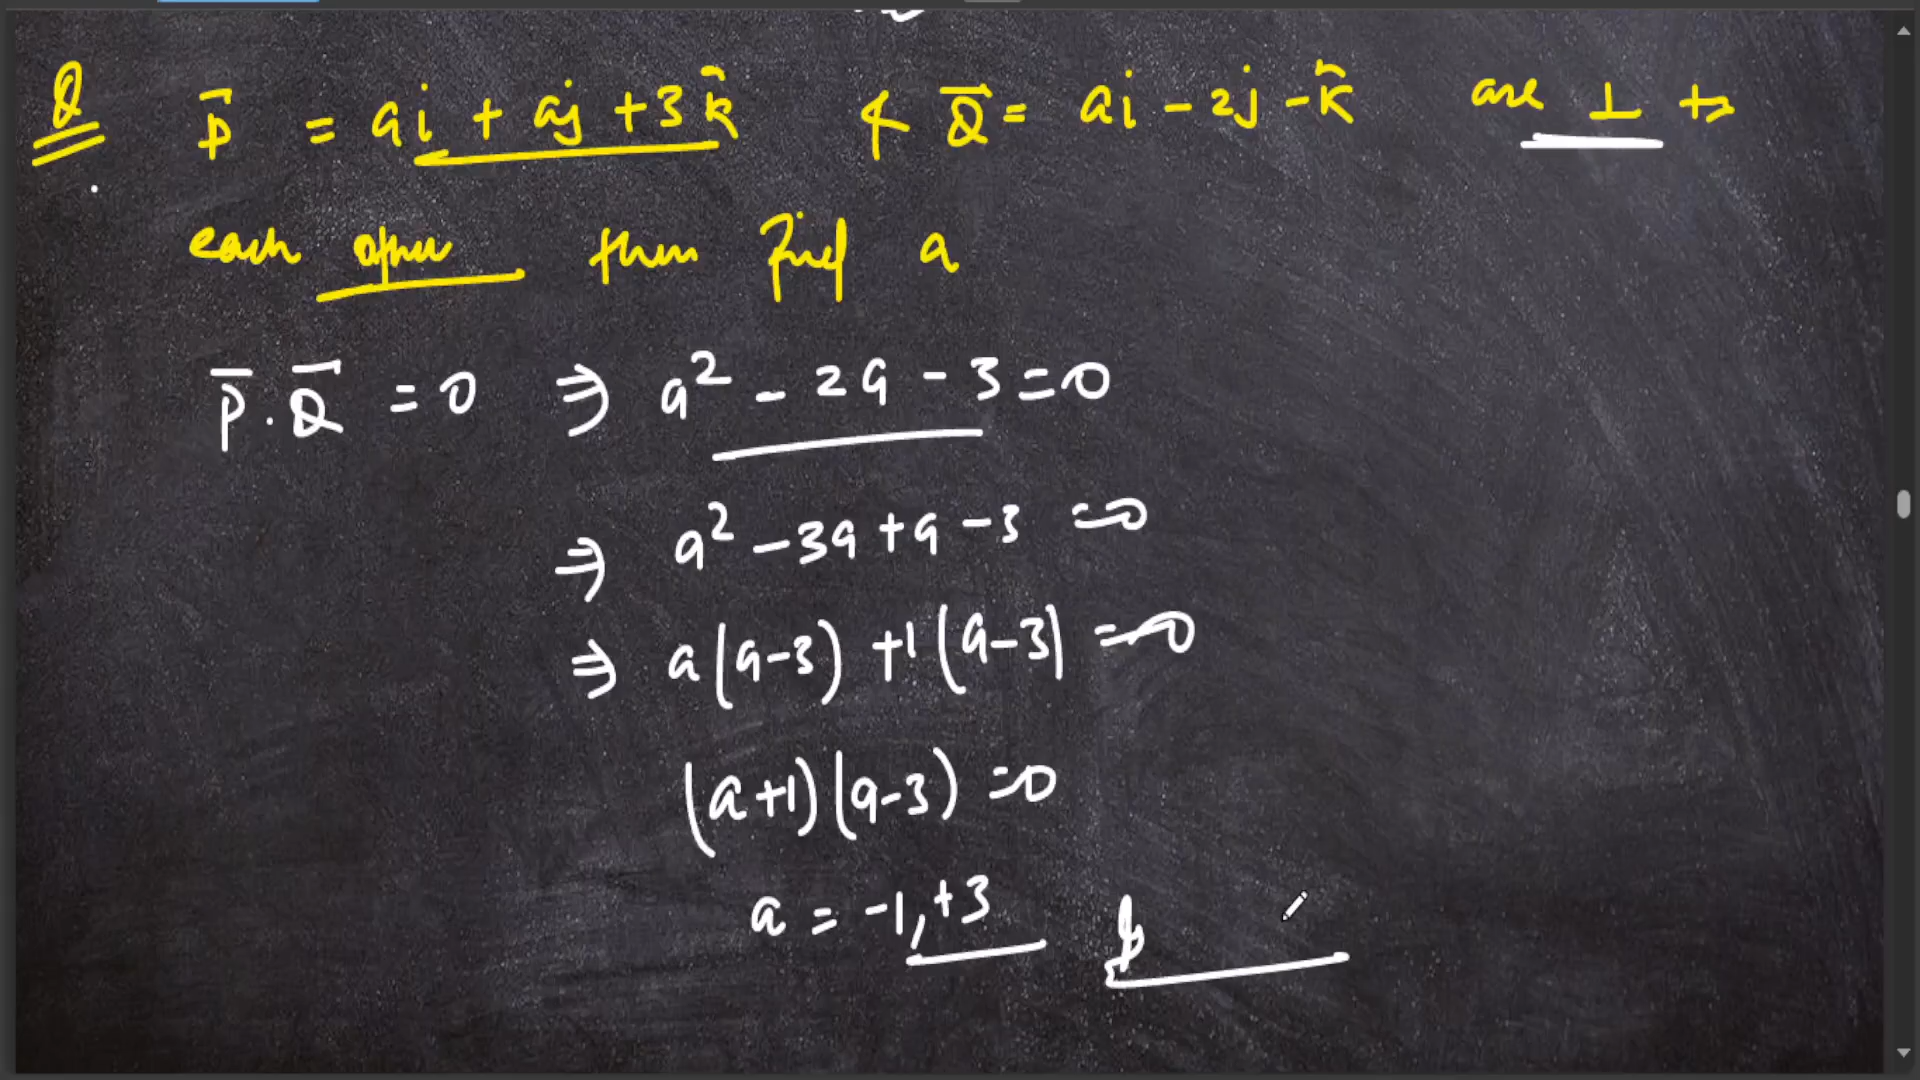 Q P̄ = ai + aj + 3k̂ & Q̄ = ai - 2j - k̂ are ⊥ to
each other then find a
P̄ . Q̄ = 0 ⇒ a² - 2a - 3 = 0
⇒ a² - 3a + a - 3 = 0
⇒ a(a-3) + 1(a-3) = 0
(a+1)(a-3) = 0
a = -1, +3